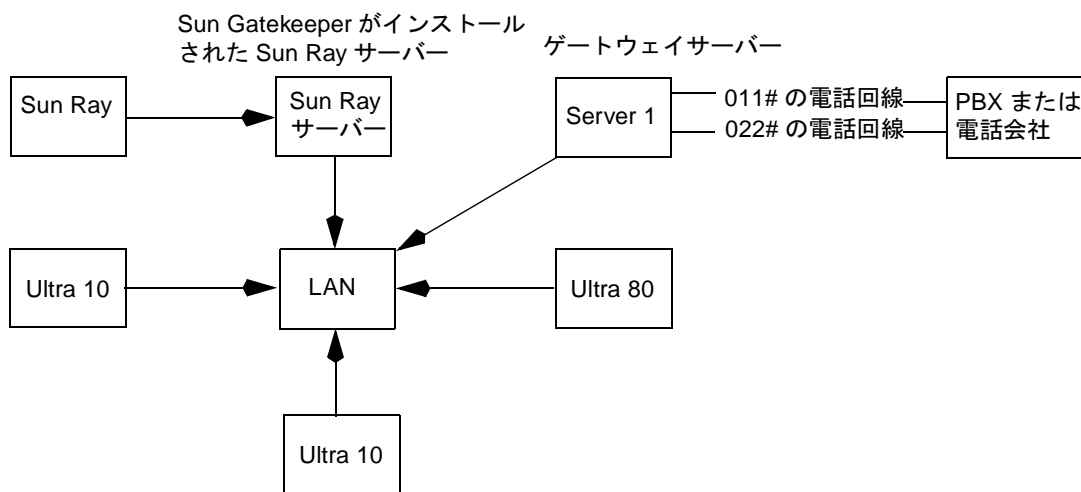 Sun Gatekeeper がインストール
された Sun Ray サーバー
ゲートウェイサーバー
Sun Ray
Sun Ray
サーバー
Server 1
011# の電話回線
022# の電話回線
PBX または
電話会社
Ultra 10
LAN
Ultra 80
Ultra 10